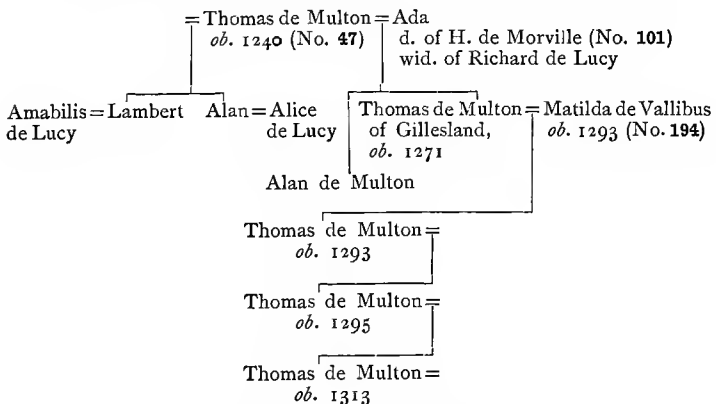 = Thomas de Multon = Ada
ob. 1240 (No. 47) d. of H. de Morville (No. 101)
wid. of Richard de Lucy
Amabilis = Lambert Alan = Alice Thomas de Multon = Matilda de Vallibus
de Lucy de Lucy of Gillesland, ob. 1293 (No. 194)
ob. 1271
Alan de Multon
Thomas de Multon =
ob. 1293
Thomas de Multon =
ob. 1295
Thomas de Multon =
ob. 1313